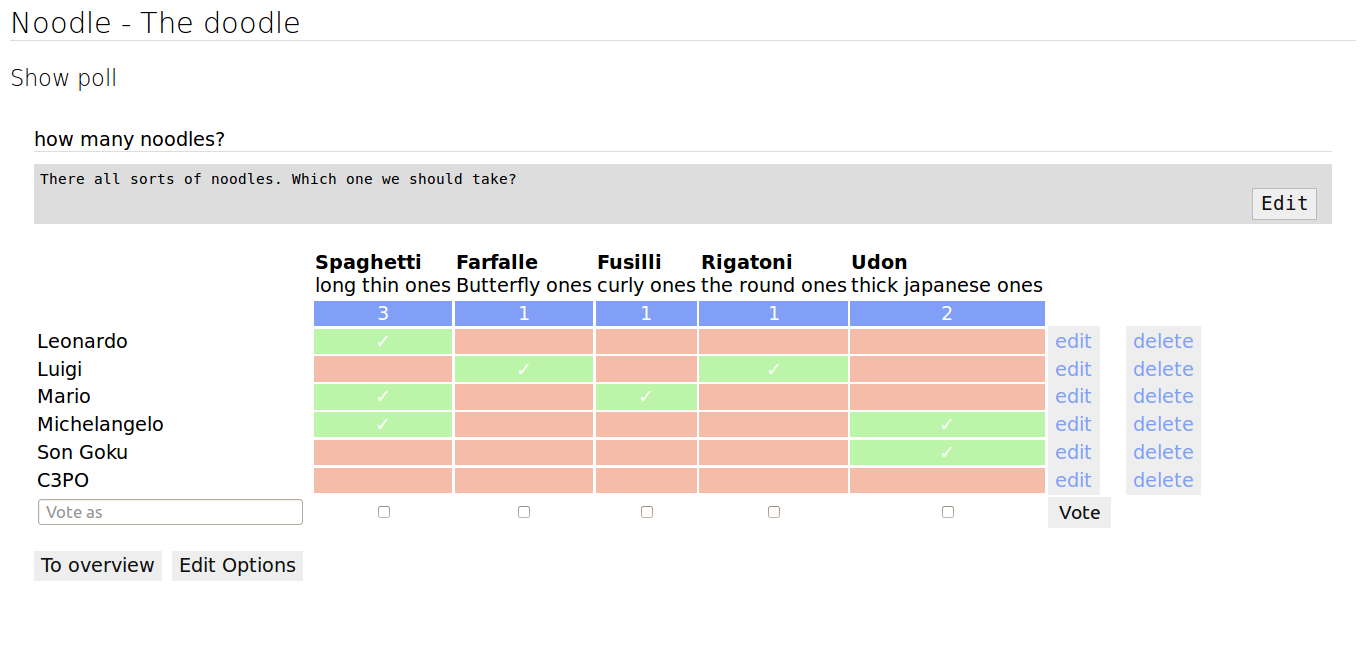 Noodle - The doodle
Show poll
how many noodles?
There all sorts of noodles. Which one we should take?
Edit
Spaghetti Farfalle Fusilli Rigatoni Udon
long thin ones Butterfly ones curly ones the round ones thick japanese ones
3 1 1 1 2
Leonardo ✓ edit delete
Luigi ✓ ✓ edit delete
Mario ✓ ✓ edit delete
Michelangelo ✓ ✓ edit delete
Son Goku ✓ edit delete
C3PO edit delete
Vote as Vote
To overview Edit Options